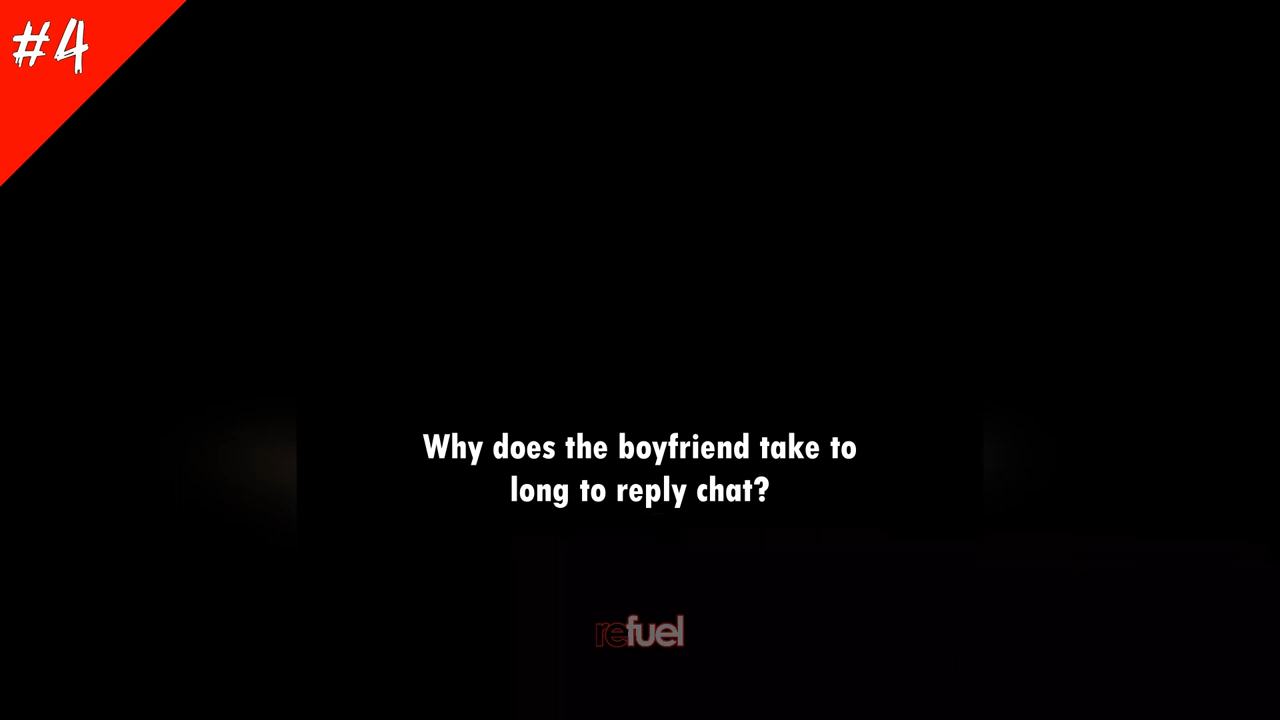 #4
Why does the boyfriend take to
long to reply chat?
refuel